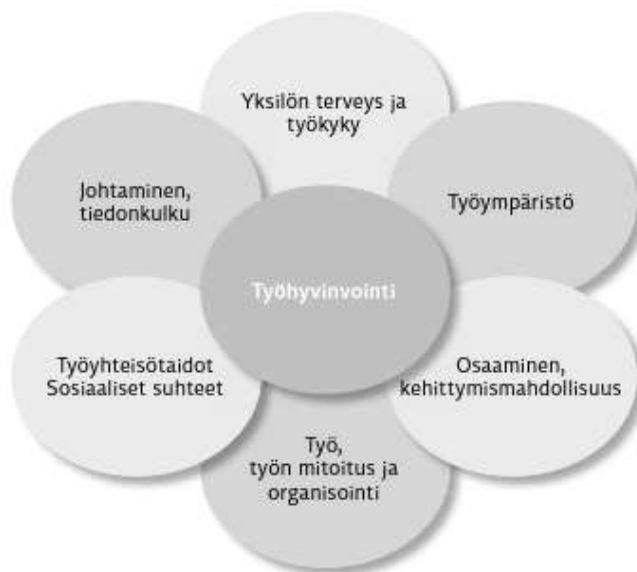 Yksilön terveys ja
työkyky
Johtaminen,
tiedonkulku
Työympäristö
Työhyvinvointi
Työyhteisötaidot
Sosiaaliset suhteet
Osaaminen,
kehittymismahdollisuus
Työ,
työn mitoitus ja
organisointi